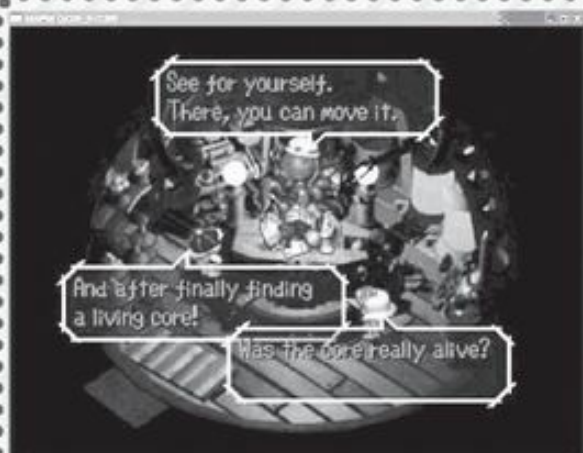 See for yourself.
There, you can move it.
And after finally finding
a living core!
Was the core really alive?